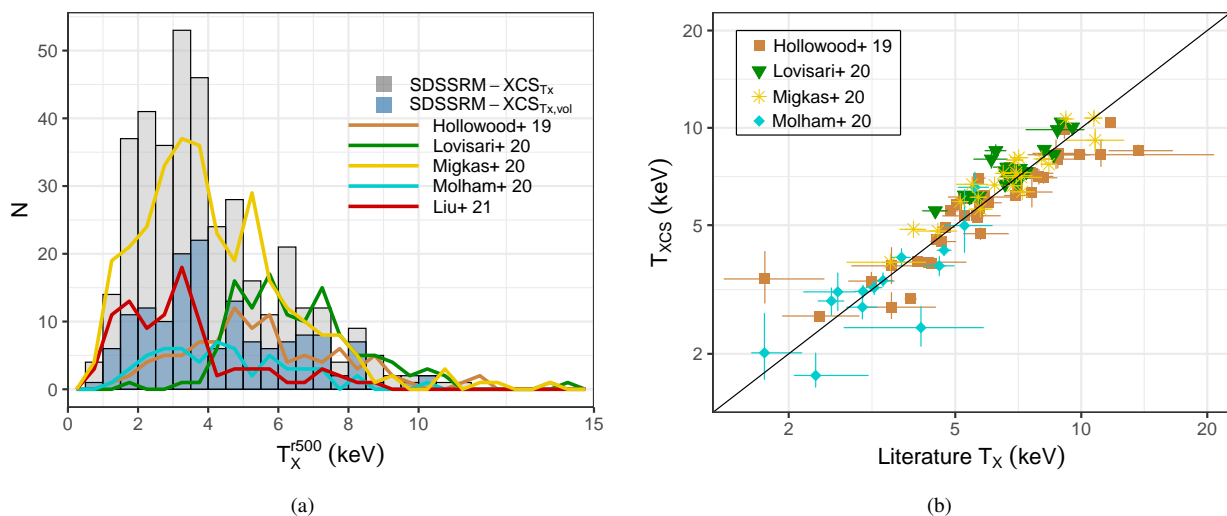 50
40
30
20
10
0
N
SDSSRM−XCS_Tx
SDSSRM−XCS_Tx,vol
Hollowood+ 19
Lovisari+ 20
Migkas+ 20
Molham+ 20
Liu+ 21
0 2 4 6 8 10 15
T_X^r500 (keV)
(a)
20
10
5
2
T_XCS (keV)
Hollowood+ 19
Lovisari+ 20
Migkas+ 20
Molham+ 20
2 5 10 20
Literature T_X (keV)
(b)